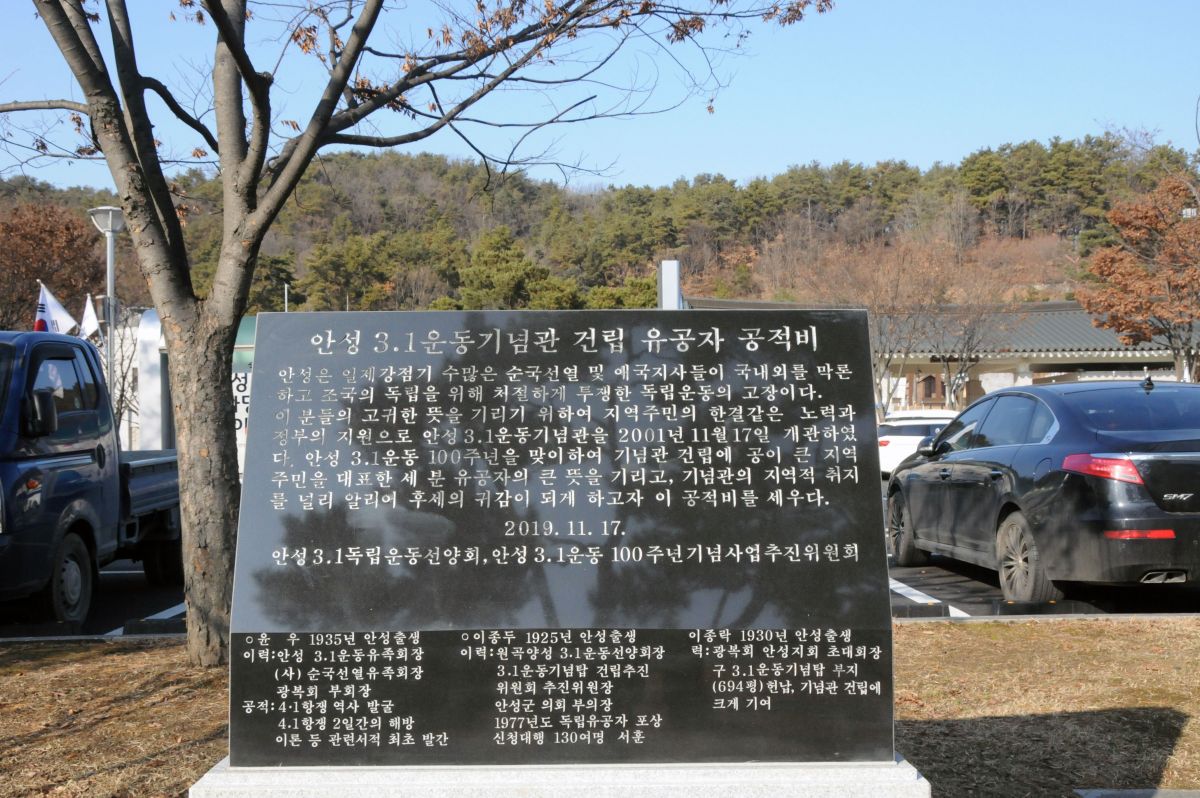 안성 3.1운동기념관 건립 유공자 공적비
안성은 일제강점기 수많은 순국선열 및 애국지사들이 국내외를 막론
하고 조국의 독립을 위해 처절하게 투쟁한 독립운동의 고장이다.
이 분들의 고귀한 뜻을 기리기 위하여 지역주민의 한결같은 노력과
정부의 지원으로 안성 3.1운동기념관을 2001년 11월 17일 개관하였
다. 안성 3.1운동 100주년을 맞이하여 기념관 건립에 공이 큰 지역
주민을 대표한 세 분 유공자의 큰 뜻을 기리고, 기념관의 지역적 취지
를 널리 알리어 후세의 귀감이 되게 하고자 이 공적비를 세우다.
2019. 11. 17.
안성3.1독립운동선양회, 안성3.1운동 100주년기념사업추진위원회
○윤 우 1935년 안성출생
이력:안성 3.1운동유족회장
(사) 순국선열유족회장
광복회 부회장
공적:4·1항쟁 역사 발굴
4.1항쟁 2일간의 해방
이론 등 관련서적 최초 발간
○이종두 1925년 안성출생
이력:원곡양성 3.1운동선양회장
3.1운동기념탑 건립추진
위원회 추진위원장
안성군 의회 부의장
1977년도 독립유공자 포상
신청대행 130여명 서훈
이종락 1930년 안성출생
력:광복회 안성지회 초대회장
구 3.1운동기념탑 부지
(694평)헌납, 기념관 건립에
크게 기여
SM7